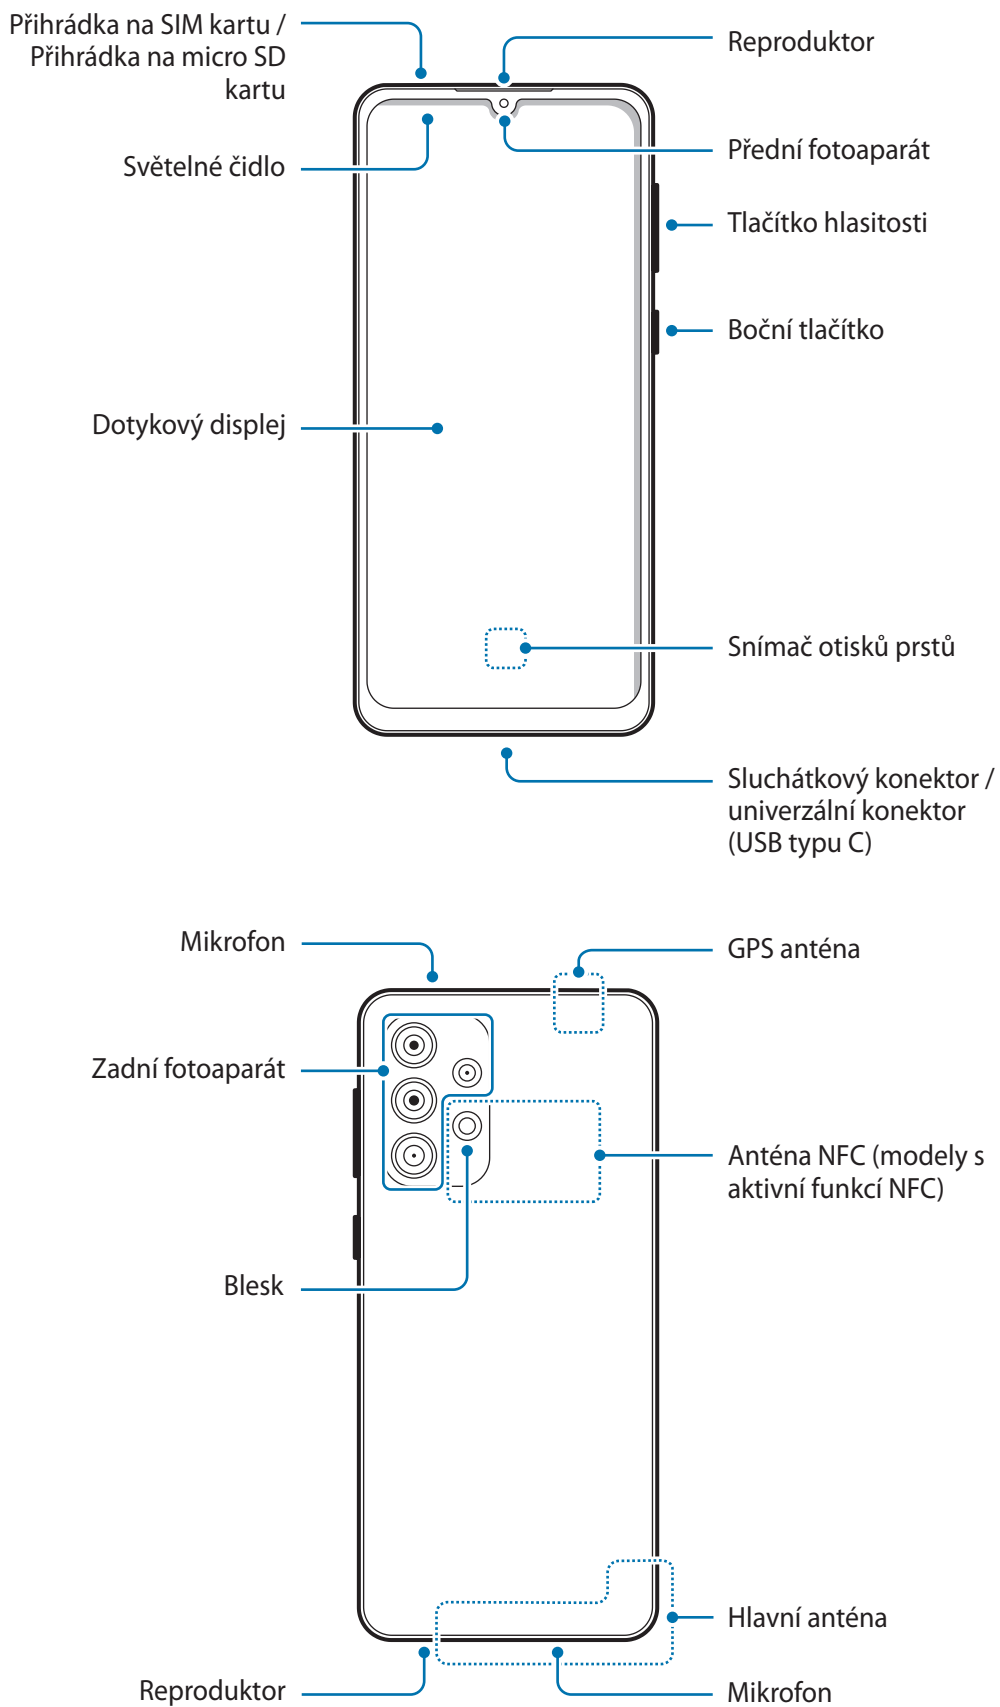 Přihrádka na SIM kartu /
Přihrádka na micro SD
kartu
Reproduktor
Světelné čidlo
Přední fotoaparát
Tlačítko hlasitosti
Boční tlačítko
Dotykový displej
Snímač otisků prstů
Sluchátkový konektor /
univerzální konektor
(USB typu C)
Mikrofon
GPS anténa
Zadní fotoaparát
Anténa NFC (modely s
aktivní funkcí NFC)
Blesk
Hlavní anténa
Reproduktor
Mikrofon